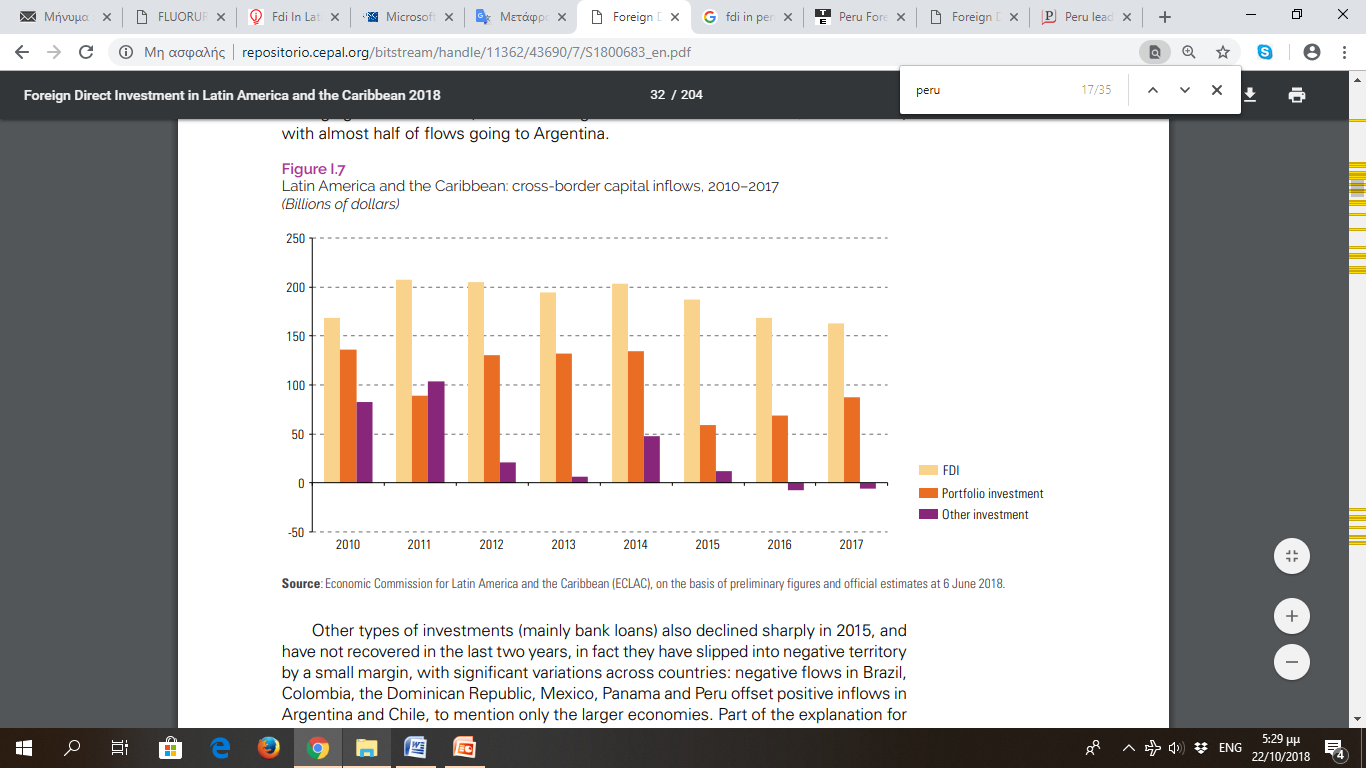 Μήνυμα
FLUORUF
Fdi In Lat
Microsoft
Μετάφρα
Foreign D
fdi in per
Peru Fore
Foreign D
Peru lead
Μη ασφαλής
repositorio.cepal.org/bitstream/handle/11362/43690/7/S1800683_en.pdf
Foreign Direct Investment in Latin America and the Caribbean 2018
32 / 204
peru
17/35
with almost half of flows going to Argentina.
Figure I.7
Latin America and the Caribbean: cross-border capital inflows, 2010–2017
(Billions of dollars)
250
200
150
100
50
0
-50
2010 2011 2012 2013 2014 2015 2016 2017
FDI
Portfolio investment
Other investment
Source: Economic Commission for Latin America and the Caribbean (ECLAC), on the basis of preliminary figures and official estimates at 6 June 2018.
Other types of investments (mainly bank loans) also declined sharply in 2015, and
have not recovered in the last two years, in fact they have slipped into negative territory
by a small margin, with significant variations across countries: negative flows in Brazil,
Colombia, the Dominican Republic, Mexico, Panama and Peru offset positive inflows in
Argentina and Chile, to mention only the larger economies. Part of the explanation for
ENG
5:29 μμ
22/10/2018
4